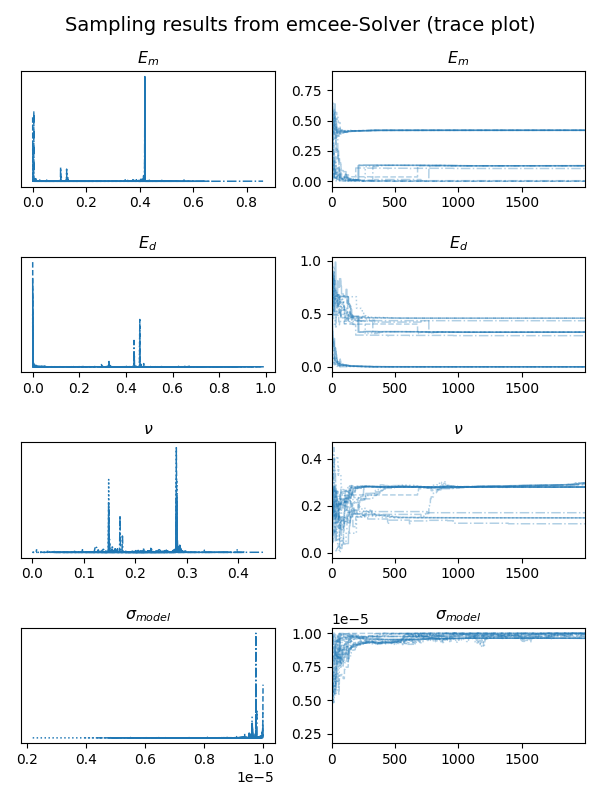 Sampling results from emcee-Solver (trace plot)
E_m E_m
0.75
0.50
0.25
0.00
0.0 0.2 0.4 0.6 0.8 0 500 1000 1500
E_d E_d
1.0
0.5
0.0
0.0 0.2 0.4 0.6 0.8 1.0 0 500 1000 1500
ν ν
0.4
0.2
0.0
0.0 0.1 0.2 0.3 0.4 0 500 1000 1500
σ_model 1e−5 σ_model
1.00
0.75
0.50
0.25
0.2 0.4 0.6 0.8 1.0 0 500 1000 1500
1e−5